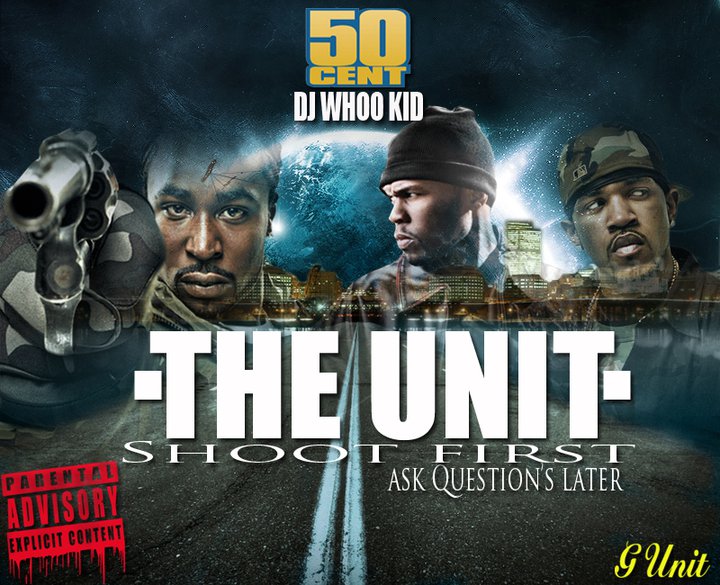 50
CENT
DJ WHOO KID
·THE UNIT·
SHOOT FIRST
ASK QUESTION'S LATER
PARENTAL
ADVISORY
EXPLICIT CONTENT
G Unit